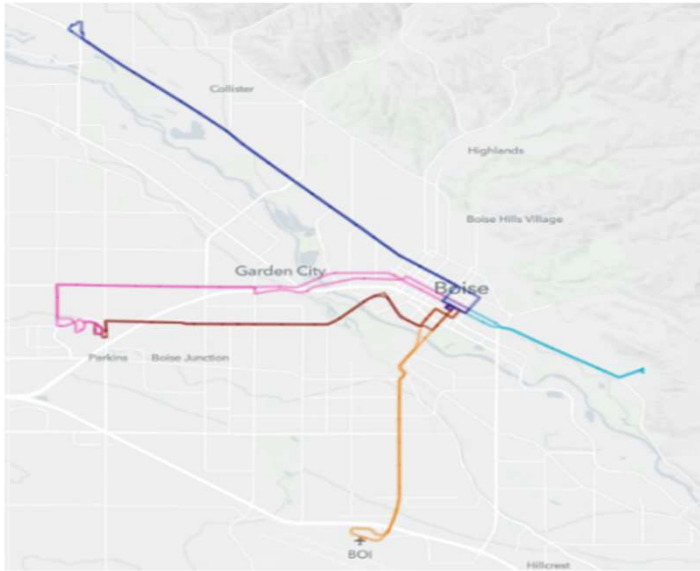 Collister
Highlands
Boise Hills Village
Garden City
Boise
Perkins
Boise Junction
BOI
Hillcrest